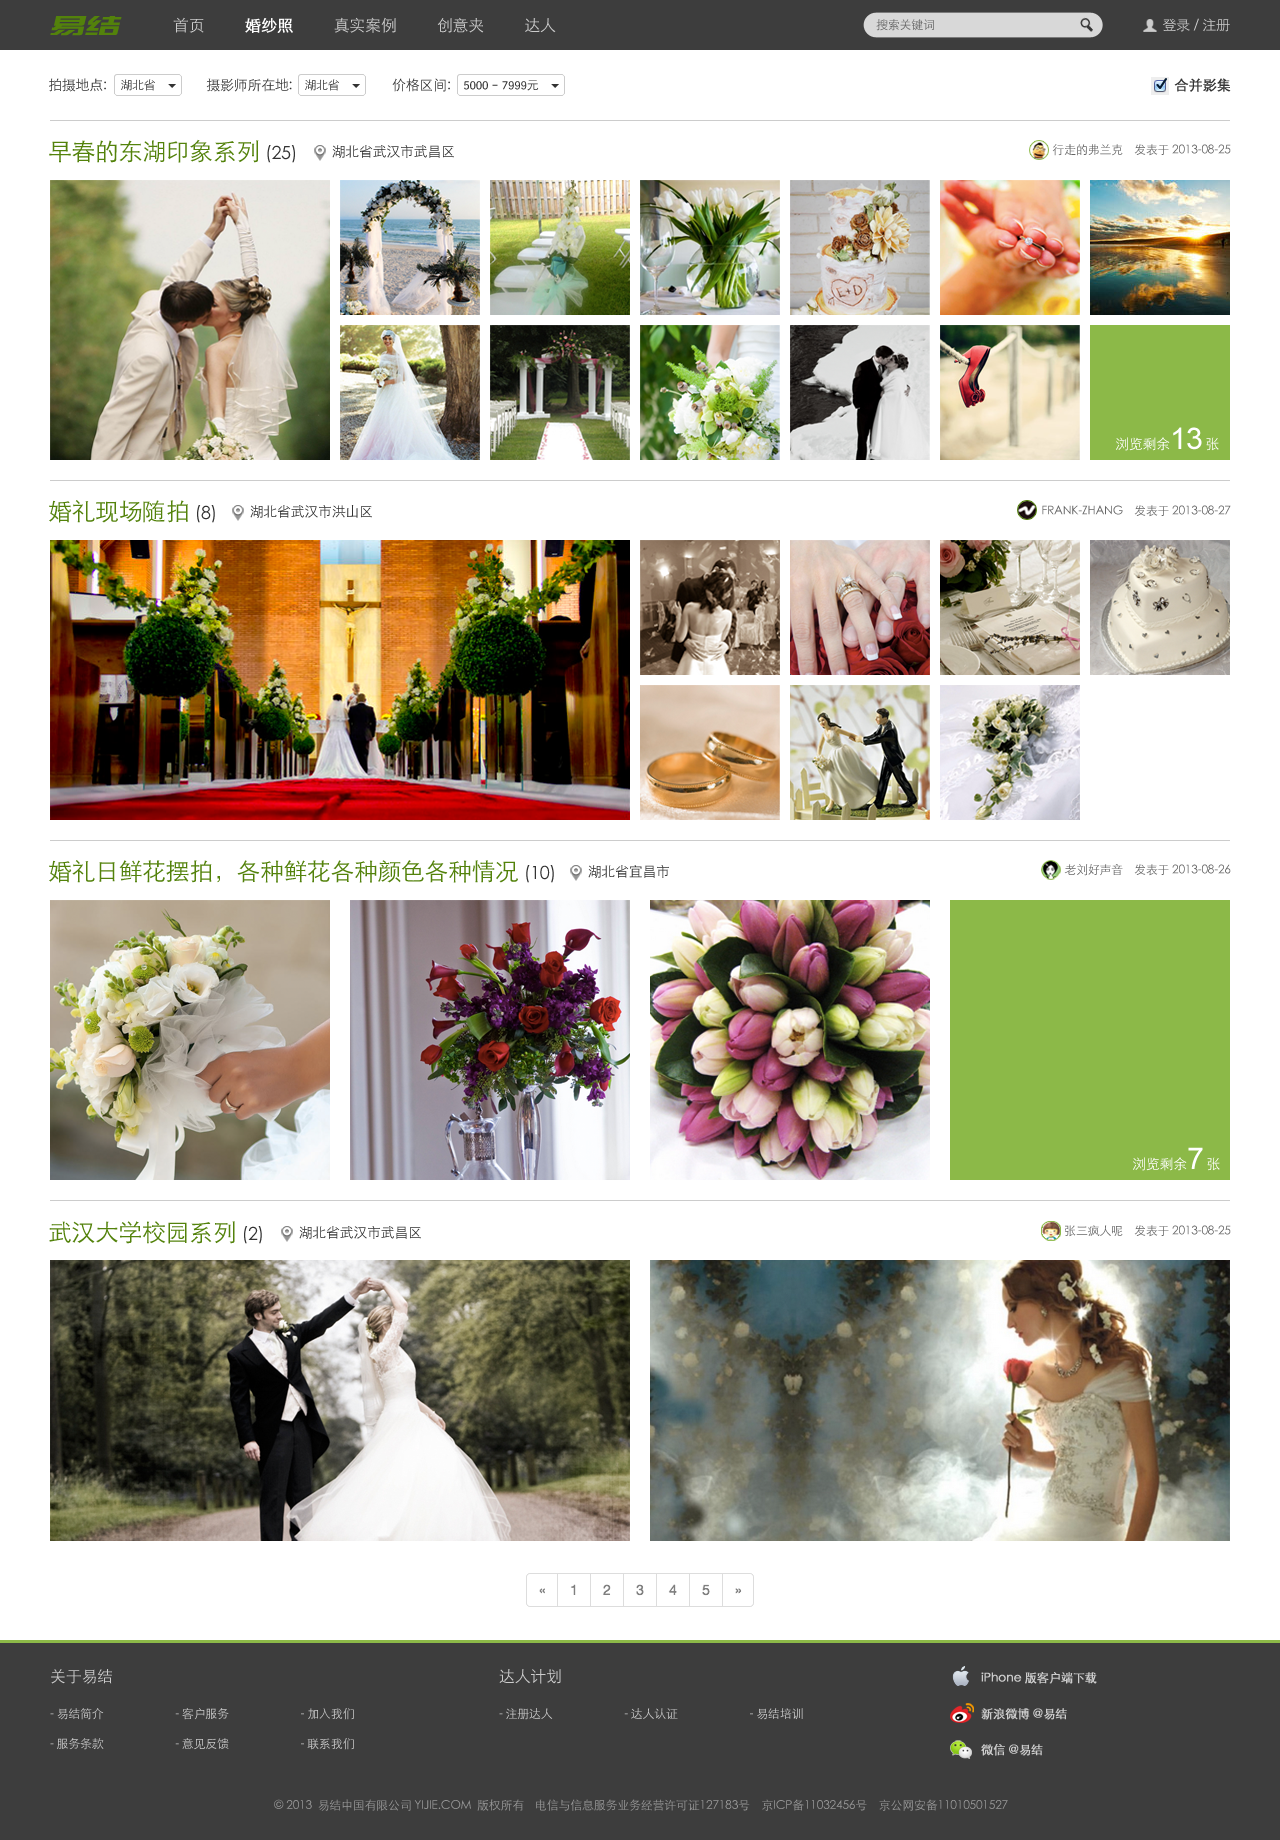 易结 首页 婚纱照 真实案例 创意夹 达人 搜索关键词 登录 / 注册
拍摄地点: 湖北省 摄影师所在地: 湖北省 价格区间: 5000 - 7999元 合并影集
早春的东湖印象系列 (25) 湖北省武汉市武昌区 行走的弗兰克 发表于 2013-08-25
E+D
浏览剩余13 张
婚礼现场随拍 (8) 湖北省武汉市洪山区 FRANK-ZHANG 发表于 2013-08-27
婚礼日鲜花摆拍，各种鲜花各种颜色各种情况 (10) 湖北省宜昌市 老刘好声音 发表于 2013-08-26
浏览剩余7 张
武汉大学校园系列 (2) 湖北省武汉市武昌区 张三疯人呢 发表于 2013-08-25
« 1 2 3 4 5 »
关于易结 达人计划 iPhone 版客户端下载
- 易结简介 - 客户服务 - 加入我们 - 注册达人 - 达人认证 - 易结培训 新浪微博 @易结
- 服务条款 - 意见反馈 - 联系我们 微信 @易结
© 2013 易结中国有限公司 YIJIE.COM 版权所有 电信与信息服务业务经营许可证127183号 京ICP备11032456号 京公网安备11010501527